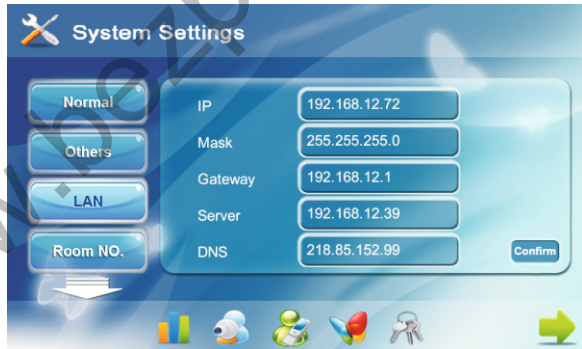 System Settings
Normal
Others
LAN
Room NO.
IP 192.168.12.72
Mask 255.255.255.0
Gateway 192.168.12.1
Server 192.168.12.39
DNS 218.85.152.99
Confirm